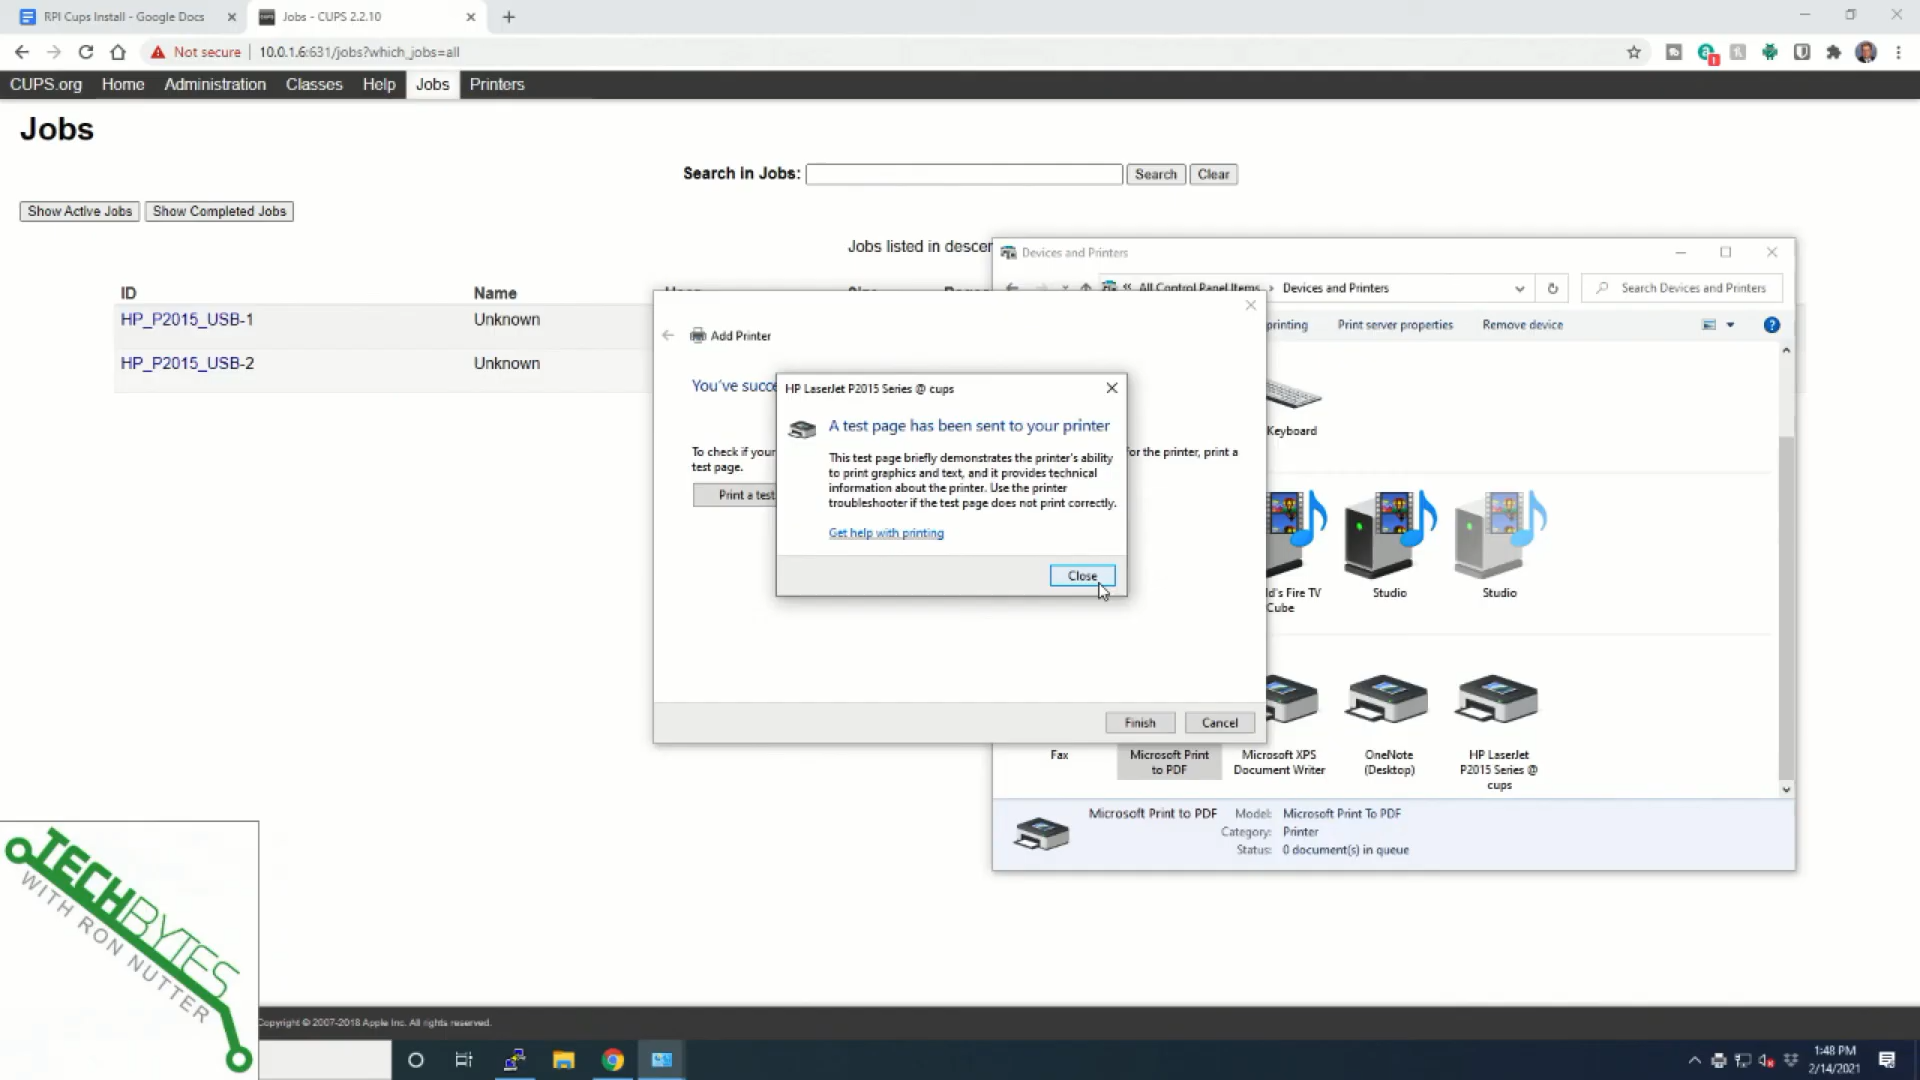 RPI Cups Install - Google Docs
Jobs - CUPS 2.2.10
Not secure
10.0.1.6:631/jobs?which_jobs=all
CUPS.org Home Administration Classes Help Jobs Printers
Jobs
Search in Jobs: Search Clear
Show Active Jobs Show Completed Jobs
Jobs listed in descen
ID Name
HP_P2015_USB-1 Unknown
HP_P2015_USB-2 Unknown
Devices and Printers
« All Control Panel Items › Devices and Printers
Search Devices and Printers
printing Print server properties Remove device
Keyboard
d's Fire TV
Cube
Studio
Studio
Fax
Microsoft Print
to PDF
Microsoft XPS
Document Writer
OneNote
(Desktop)
HP LaserJet
P2015 Series @
cups
Microsoft Print to PDF Model: Microsoft Print To PDF
Category: Printer
Status: 0 document(s) in queue
Add Printer
You've succe
To check if your
for the printer, print a
test page.
Print a test
Finish Cancel
HP LaserJet P2015 Series @ cups
A test page has been sent to your printer
This test page briefly demonstrates the printer's ability
to print graphics and text, and it provides technical
information about the printer. Use the printer
troubleshooter if the test page does not print correctly.
Get help with printing
Close
TECHBYTES
WITH RON NUTTER
Copyright © 2007-2018 Apple Inc. All rights reserved.
1:48 PM
2/14/2021